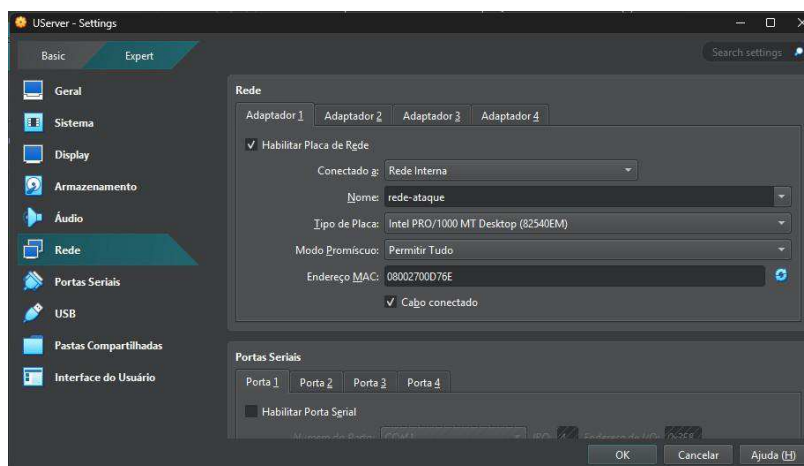 UServer - Settings
Basic
Expert
Search settings
Geral
Sistema
Display
Armazenamento
Áudio
Rede
Portas Seriais
USB
Pastas Compartilhadas
Interface do Usuário
Rede
Adaptador 1 Adaptador 2 Adaptador 3 Adaptador 4
Habilitar Placa de Rede
Conectado a: Rede Interna
Nome: rede-ataque
Tipo de Placa: Intel PRO/1000 MT Desktop (82540EM)
Modo Promíscuo: Permitir Tudo
Endereço MAC: 08002700D76E
Cabo conectado
Portas Seriais
Porta 1 Porta 2 Porta 3 Porta 4
Habilitar Porta Serial
OK Cancelar Ajuda (H)